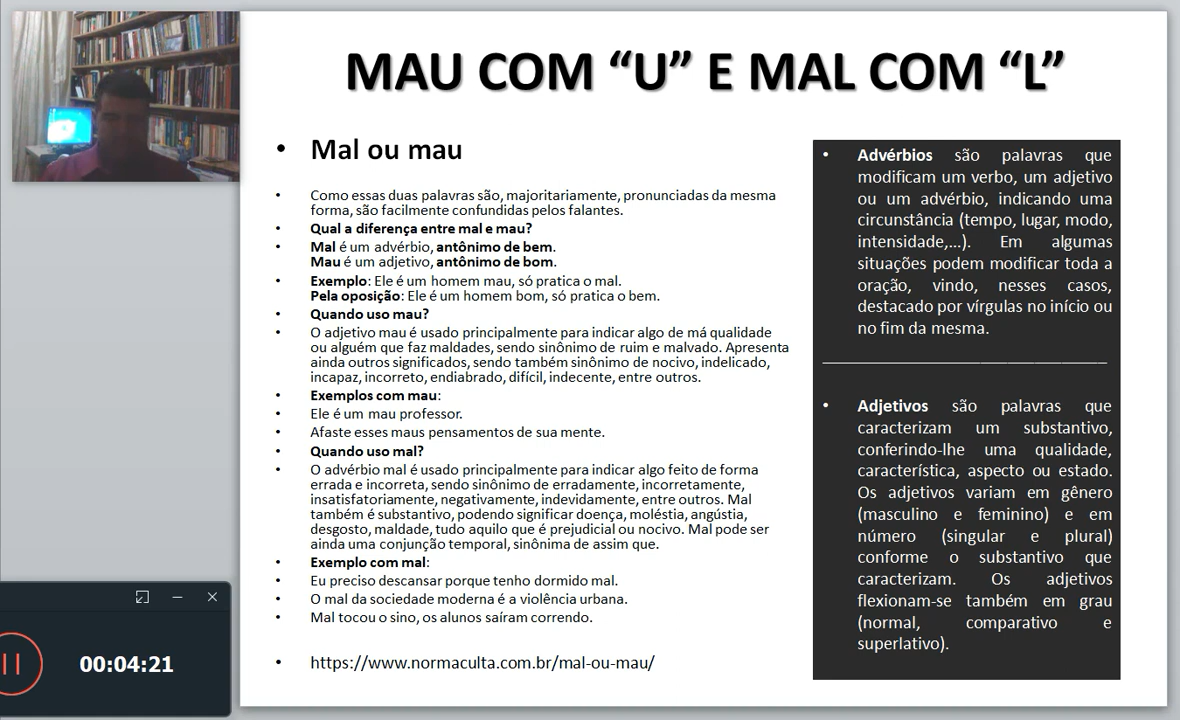 MAU COM “U” E MAL COM “L”
• Mal ou mau
• Como essas duas palavras são, majoritariamente, pronunciadas da mesma
forma, são facilmente confundidas pelos falantes.
• Qual a diferença entre mal e mau?
• Mal é um advérbio, antônimo de bem.
Mau é um adjetivo, antônimo de bom.
• Exemplo: Ele é um homem mau, só pratica o mal.
Pela oposição: Ele é um homem bom, só pratica o bem.
• Quando uso mau?
• O adjetivo mau é usado principalmente para indicar algo de má qualidade
ou alguém que faz maldades, sendo sinônimo de ruim e malvado. Apresenta
ainda outros significados, sendo também sinônimo de nocivo, indelicado,
incapaz, incorreto, endiabrado, difícil, indecente, entre outros.
• Exemplos com mau:
• Ele é um mau professor.
• Afaste esses maus pensamentos de sua mente.
• Quando uso mal?
• O advérbio mal é usado principalmente para indicar algo feito de forma
errada e incorreta, sendo sinônimo de erradamente, incorretamente,
insatisfatoriamente, negativamente, indevidamente, entre outros. Mal
também é substantivo, podendo significar doença, moléstia, angústia,
desgosto, maldade, tudo aquilo que é prejudicial ou nocivo. Mal pode ser
ainda uma conjunção temporal, sinônima de assim que.
• Exemplo com mal:
• Eu preciso descansar porque tenho dormido mal.
• O mal da sociedade moderna é a violência urbana.
• Mal tocou o sino, os alunos saíram correndo.
• https://www.normaculta.com.br/mal-ou-mau/
• Advérbios são palavras que
modificam um verbo, um adjetivo
ou um advérbio, indicando uma
circunstância (tempo, lugar, modo,
intensidade,...). Em algumas
situações podem modificar toda a
oração, vindo, nesses casos,
destacado por vírgulas no início ou
no fim da mesma.
• Adjetivos são palavras que
caracterizam um substantivo,
conferindo-lhe uma qualidade,
característica, aspecto ou estado.
Os adjetivos variam em gênero
(masculino e feminino) e em
número (singular e plural)
conforme o substantivo que
caracterizam. Os adjetivos
flexionam-se também em grau
(normal, comparativo e
superlativo).
00:04:21